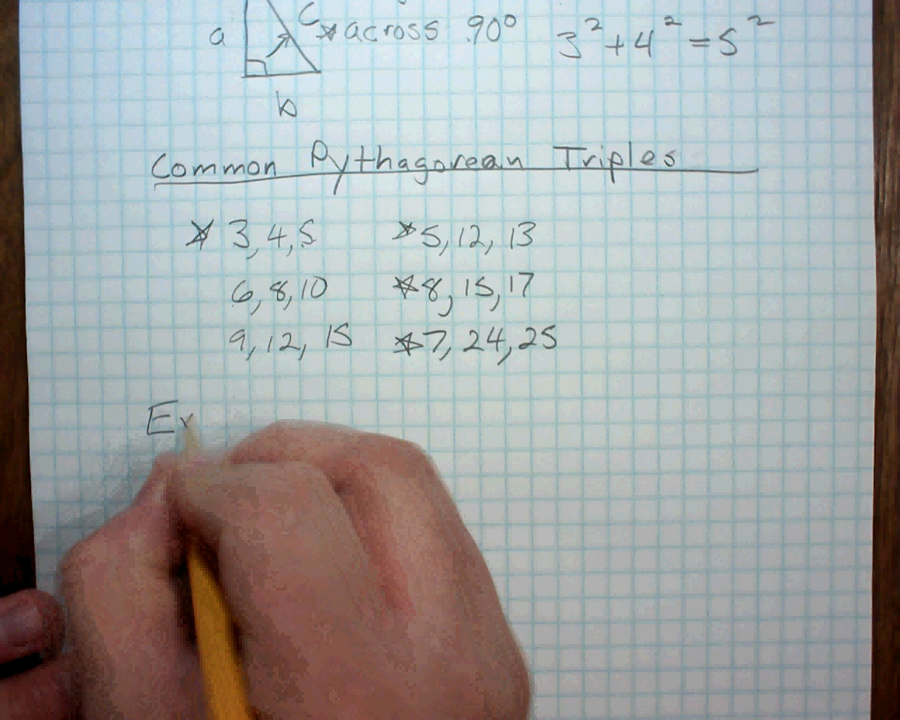 a c *across 90° 3²+4²=5²
b
Common Pythagorean Triples
* 3,4,5 *5,12,13
6,8,10 *8,15,17
9,12,15 *7,24,25
Ex